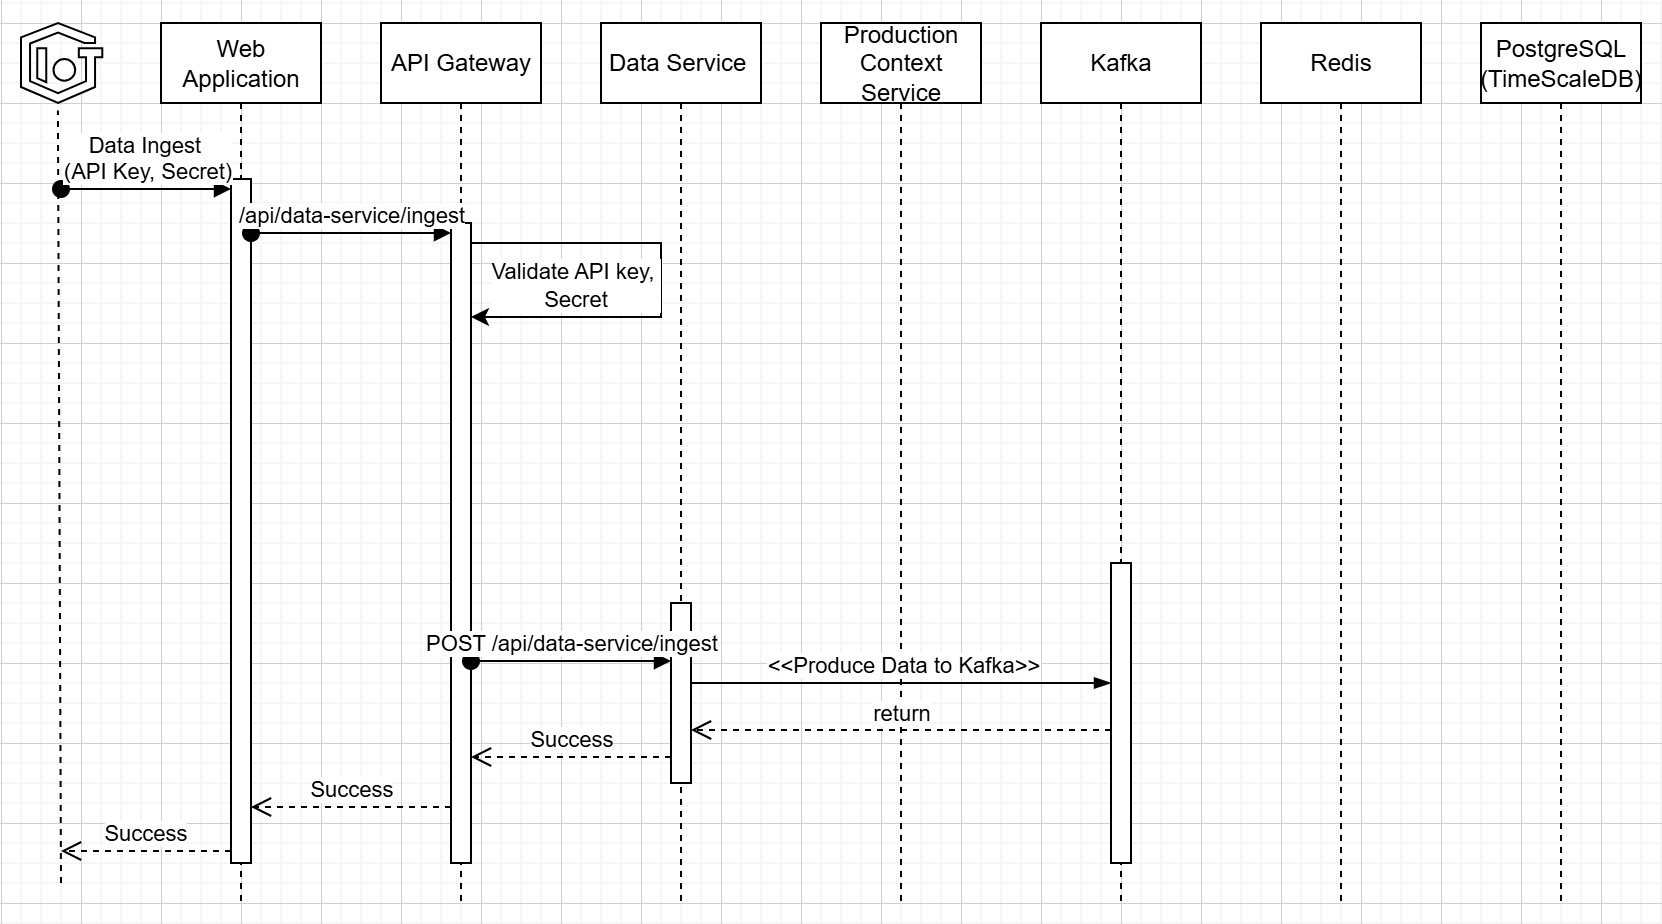 IoT
Web
Application
API Gateway
Data Service
Production
Context
Service
Kafka
Redis
PostgreSQL
(TimeScaleDB)
Data Ingest
(API Key, Secret)
/api/data-service/ingest
Validate API key,
Secret
POST /api/data-service/ingest
<<Produce Data to Kafka>>
return
Success
Success
Success